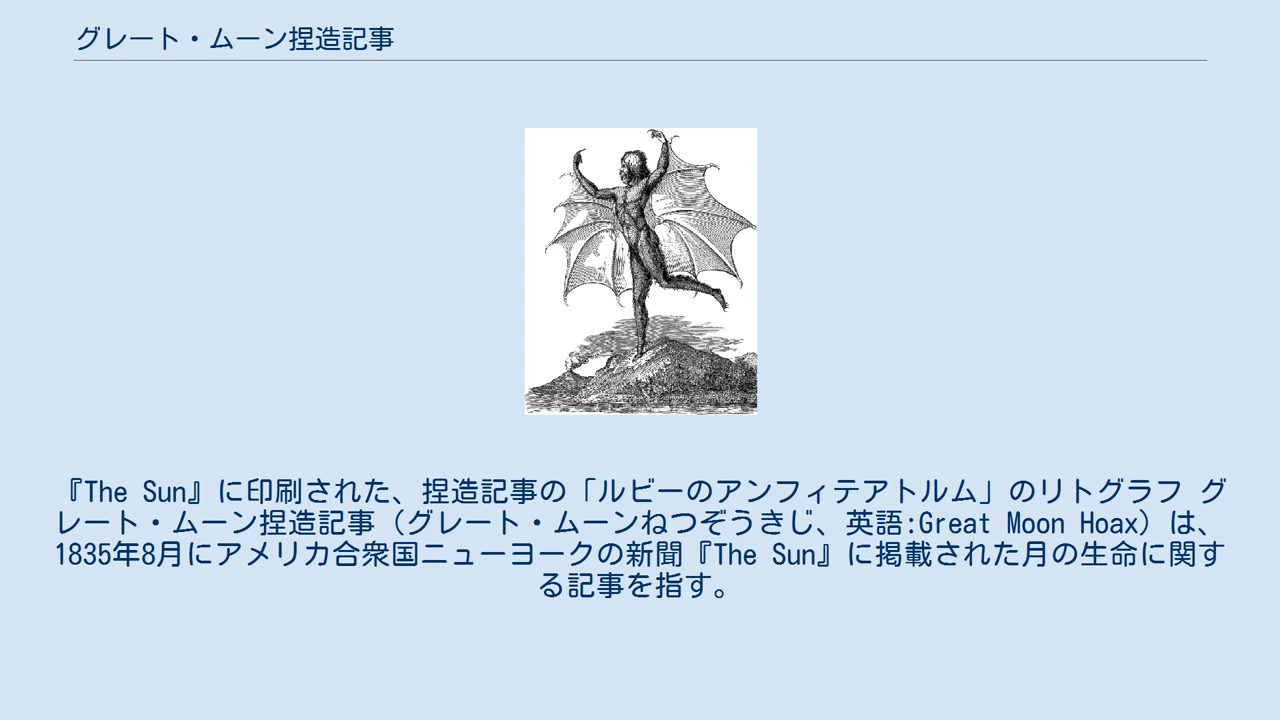 グレート・ムーン捏造記事
『The Sun』に印刷された、捏造記事の「ルビーのアンフィテアトルム」のリトグラフ グ
レート・ムーン捏造記事（グレート・ムーンねつぞうきじ、英語:Great Moon Hoax）は、
1835年8月にアメリカ合衆国ニューヨークの新聞『The Sun』に掲載された月の生命に関す
る記事を指す。